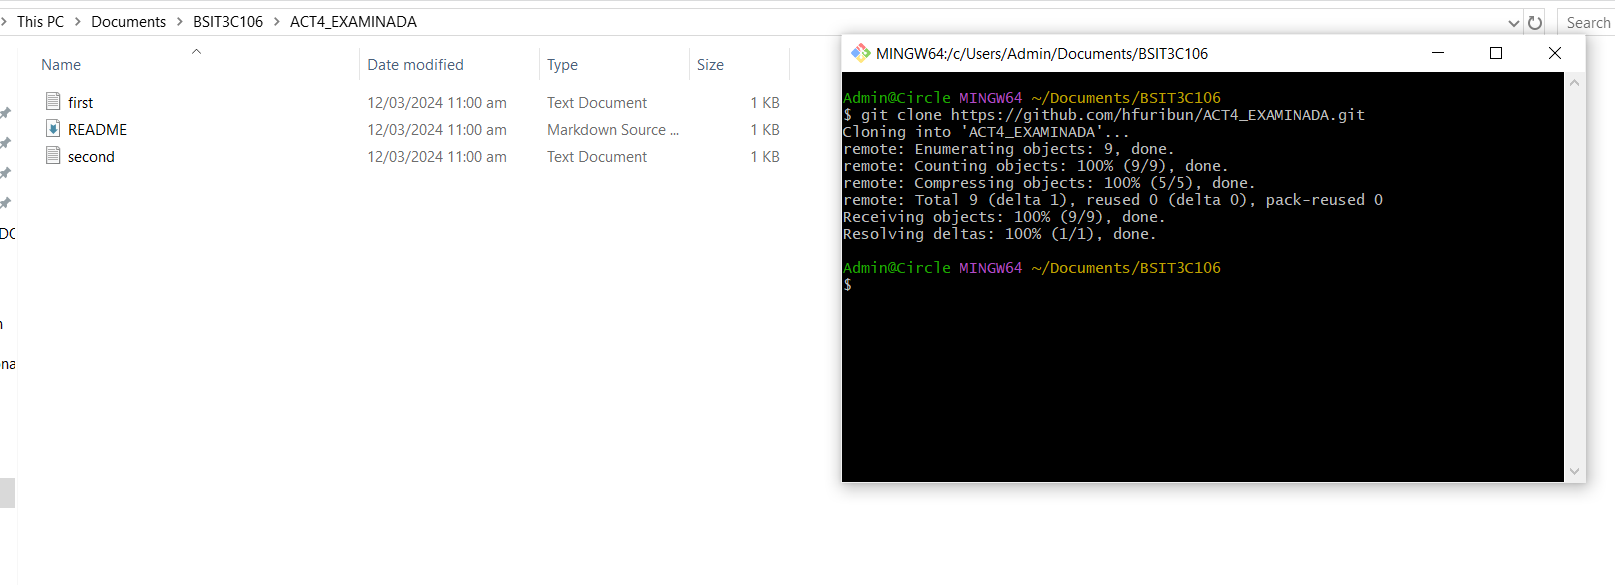 This PC > Documents > BSIT3C106 > ACT4_EXAMINADA
Search
Name Date modified Type Size
first 12/03/2024 11:00 am Text Document 1 KB
README 12/03/2024 11:00 am Markdown Source ... 1 KB
second 12/03/2024 11:00 am Text Document 1 KB
MINGW64:/c/Users/Admin/Documents/BSIT3C106
Admin@Circle MINGW64 ~/Documents/BSIT3C106
$ git clone https://github.com/hfuribun/ACT4_EXAMINADA.git
Cloning into 'ACT4_EXAMINADA'...
remote: Enumerating objects: 9, done.
remote: Counting objects: 100% (9/9), done.
remote: Compressing objects: 100% (5/5), done.
remote: Total 9 (delta 1), reused 0 (delta 0), pack-reused 0
Receiving objects: 100% (9/9), done.
Resolving deltas: 100% (1/1), done.
Admin@Circle MINGW64 ~/Documents/BSIT3C106
$